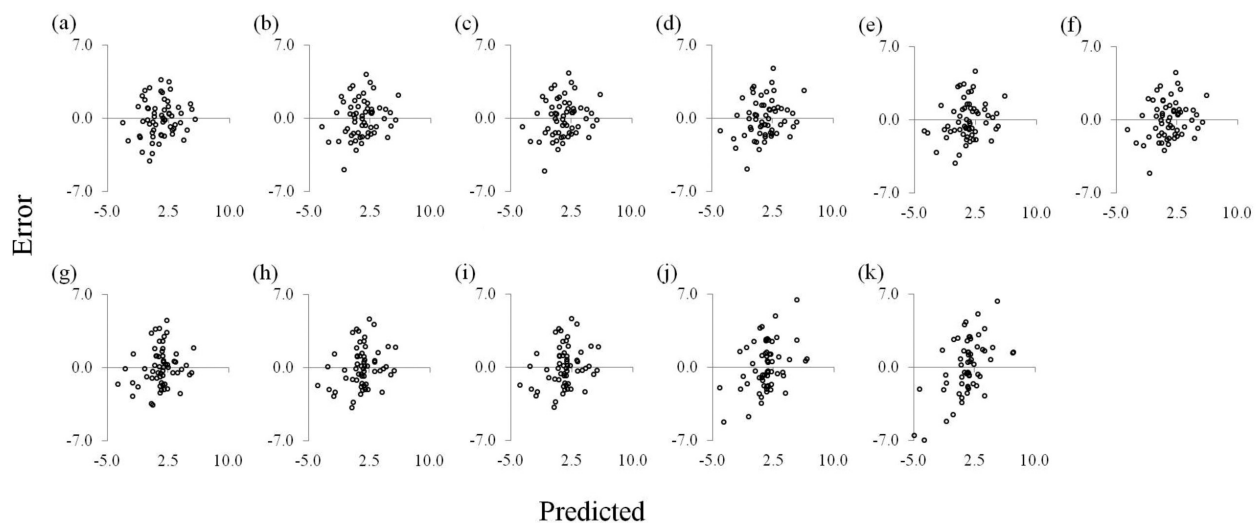 (a) (b) (c) (d) (e) (f)
7.0 7.0 7.0 7.0 7.0 7.0
0.0 0.0 0.0 0.0 0.0 0.0
-7.0 -7.0 -7.0 -7.0 -7.0 -7.0
-5.0 2.5 10.0 -5.0 2.5 10.0 -5.0 2.5 10.0 -5.0 2.5 10.0 -5.0 2.5 10.0 -5.0 2.5 10.0
Error
(g) (h) (i) (j) (k)
7.0 7.0 7.0 7.0 7.0
0.0 0.0 0.0 0.0 0.0
-7.0 -7.0 -7.0 -7.0 -7.0
-5.0 2.5 10.0 -5.0 2.5 10.0 -5.0 2.5 10.0 -5.0 2.5 10.0 -5.0 2.5 10.0
Predicted